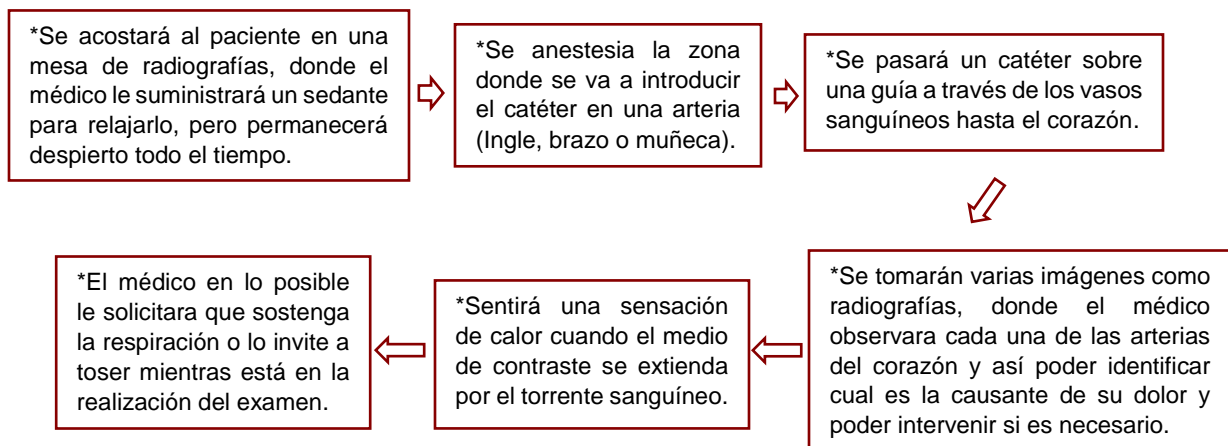 *Se acostará al paciente en una
mesa de radiografías, donde el
médico le suministrará un sedante
para relajarlo, pero permanecerá
despierto todo el tiempo.
*Se anestesia la zona
donde se va a introducir
el catéter en una arteria
(Ingle, brazo o muñeca).
*Se pasará un catéter sobre
una guía a través de los vasos
sanguíneos hasta el corazón.
*Se tomarán varias imágenes como
radiografías, donde el médico
observara cada una de las arterias
del corazón y así poder identificar
cual es la causante de su dolor y
poder intervenir si es necesario.
*Sentirá una sensación
de calor cuando el medio
de contraste se extienda
por el torrente sanguíneo.
*El médico en lo posible
le solicitara que sostenga
la respiración o lo invite a
toser mientras está en la
realización del examen.